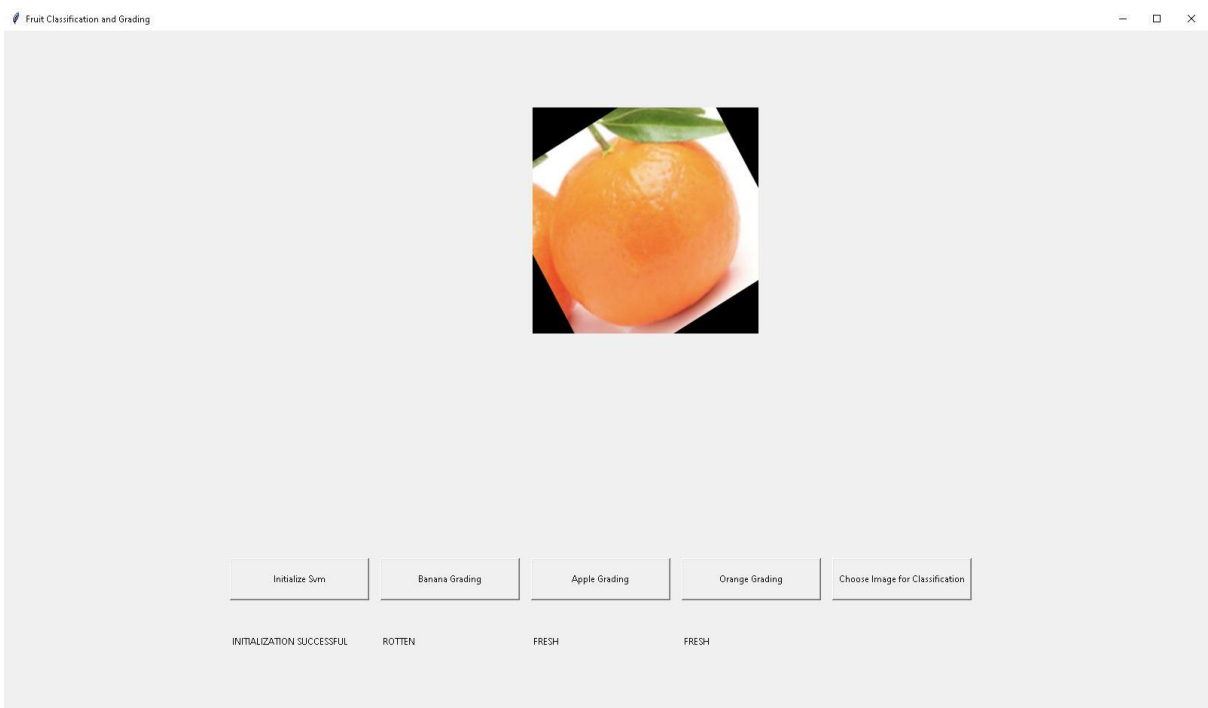 Fruit Classification and Grading
Initialize Svm
Banana Grading
Apple Grading
Orange Grading
Choose Image for Classification
INITIALIZATION SUCCESSFUL
ROTTEN
FRESH
FRESH